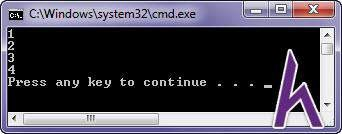 C:\Windows\system32\cmd.exe
1
2
3
4
Press any key to continue . . .